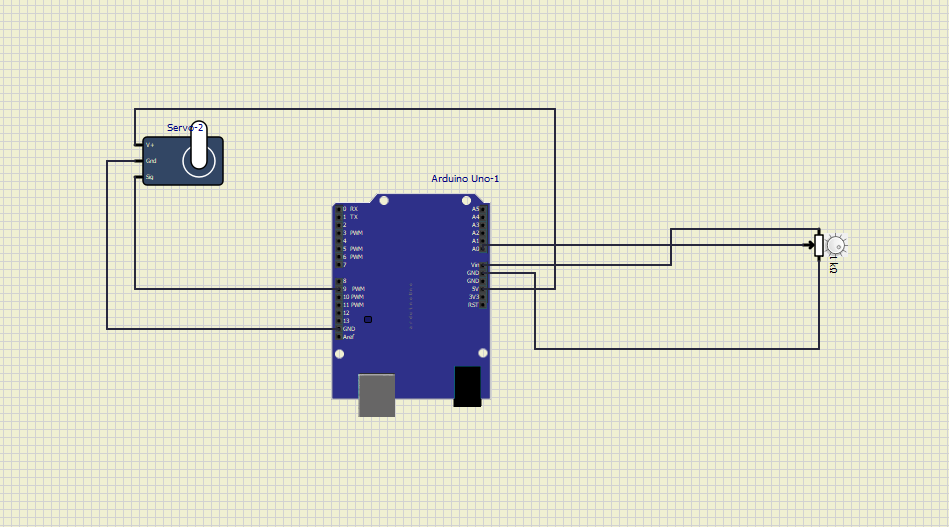 Servo-2
V+
Gnd
Sig
Arduino Uno-1
0 RX
1 TX
2
3 PWM
4
5 PWM
6 PWM
7
8
9 PWM
10 PWM
11 PWM
12
13
GND
Aref
A5
A4
A3
A2
A1
A0
Vin
GND
GND
5V
3V3
RST
1 kΩ